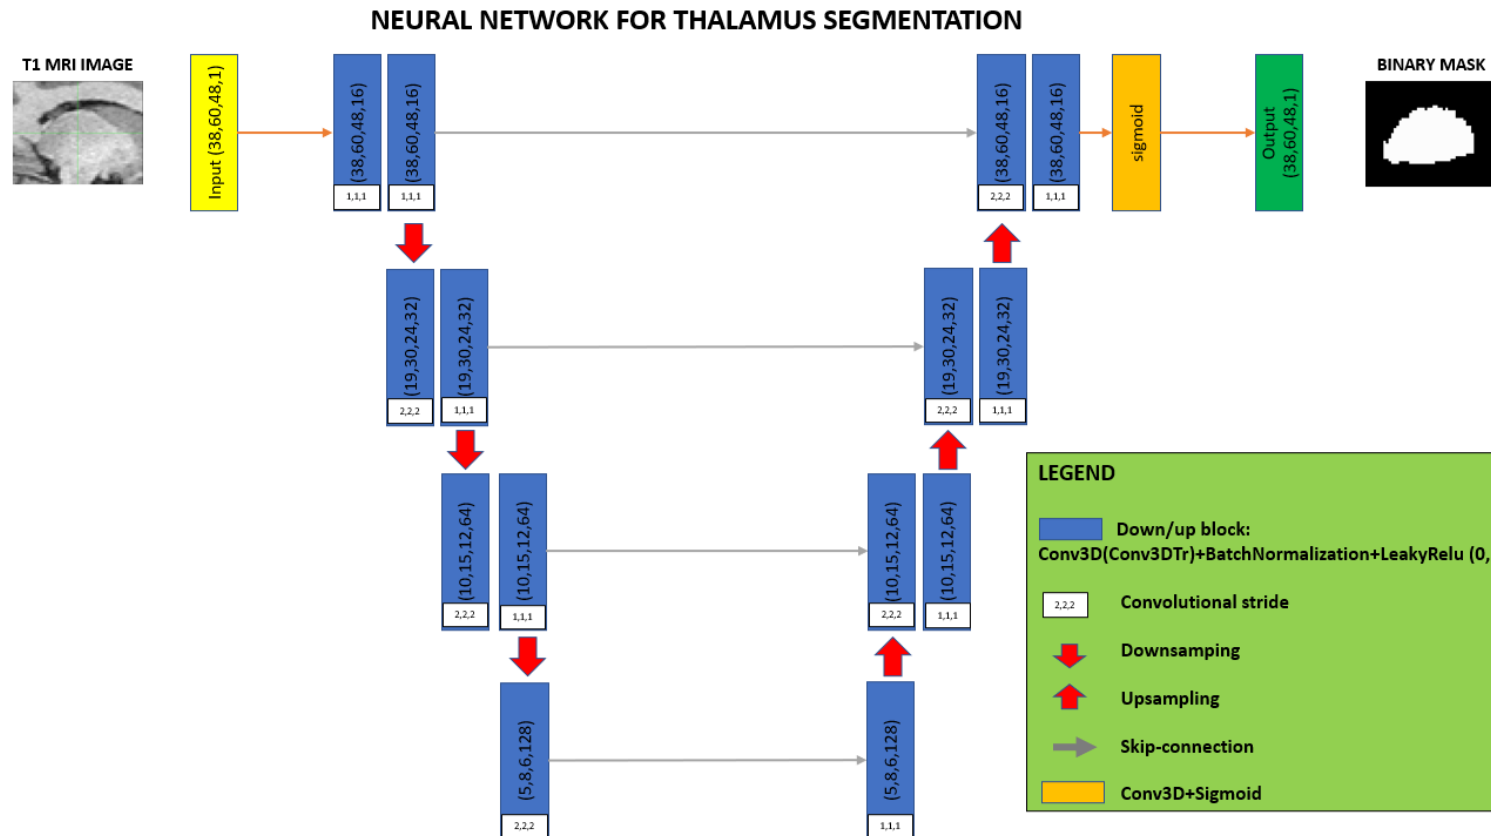 NEURAL NETWORK FOR THALAMUS SEGMENTATION
T1 MRI IMAGE
Input (38,60,48,1)
(38,60,48,16)
1,1,1
(38,60,48,16)
1,1,1
(38,60,48,16)
2,2,2
(38,60,48,16)
1,1,1
sigmoid
Output
(38,60,48,1)
BINARY MASK
(19,30,24,32)
2,2,2
(19,30,24,32)
1,1,1
(19,30,24,32)
2,2,2
(19,30,24,32)
1,1,1
(10,15,12,64)
2,2,2
(10,15,12,64)
1,1,1
(10,15,12,64)
2,2,2
(10,15,12,64)
1,1,1
(5,8,6,128)
2,2,2
(5,8,6,128)
1,1,1
LEGEND
Down/up block:
Conv3D(Conv3DTr)+BatchNormalization+LeakyRelu (0,
2,2,2
Convolutional stride
Downsamping
Upsampling
Skip-connection
Conv3D+Sigmoid